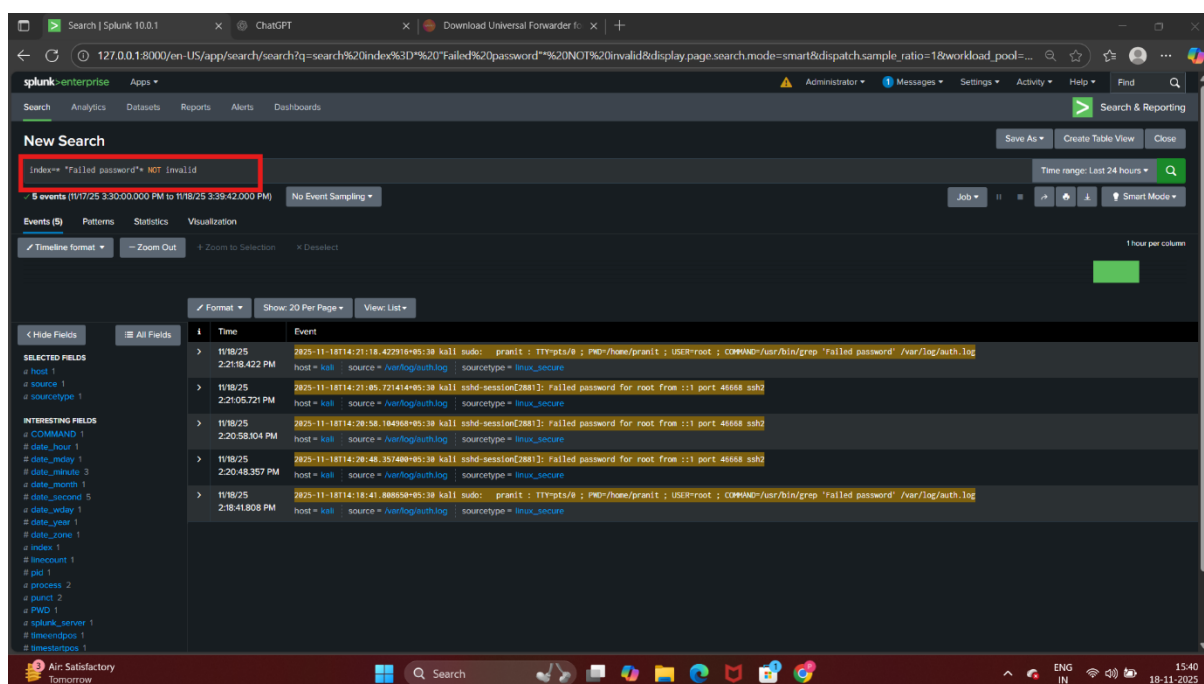 Search | Splunk 10.0.1
ChatGPT
Download Universal Forwarder fo
127.0.0.1:8000/en-US/app/search/search?q=search%20index%3D*%20"Failed%20password"*%20NOT%20invalid&display.page.search.mode=smart&dispatch.sample_ratio=1&workload_pool=...
splunk>enterprise Apps
Administrator 1 Messages Settings Activity Help Find
Search Analytics Datasets Reports Alerts Dashboards
Search & Reporting
New Search
Save As Create Table View Close
index=* "Failed password"* NOT invalid
Time range: Last 24 hours
✓ 5 events (11/17/25 3:30:00.000 PM to 11/18/25 3:39:42.000 PM) No Event Sampling
Job Smart Mode
Events (5) Patterns Statistics Visualization
Timeline format — Zoom Out + Zoom to Selection × Deselect
1 hour per column
Format Show: 20 Per Page View: List
< Hide Fields All Fields
i Time Event
SELECTED FIELDS
a host 1
a source 1
a sourcetype 1
INTERESTING FIELDS
a COMMAND 1
# date_hour 1
# date_mday 1
# date_minute 3
a date_month 1
# date_second 5
a date_wday 1
# date_year 1
# date_zone 1
a index 1
# linecount 1
# pid 1
a process 2
a punct 2
a PWD 1
a splunk_server 1
# timeendpos 1
# timestartpos 1
> 11/18/25
2:21:18.422 PM
2025-11-18T14:21:18.422916+05:30 kali sudo: pranit : TTY=pts/0 ; PWD=/home/pranit ; USER=root ; COMMAND=/usr/bin/grep 'Failed password' /var/log/auth.log
host = kali source = /var/log/auth.log sourcetype = linux_secure
> 11/18/25
2:21:05.721 PM
2025-11-18T14:21:05.721414+05:30 kali sshd-session[2881]: Failed password for root from ::1 port 46668 ssh2
host = kali source = /var/log/auth.log sourcetype = linux_secure
> 11/18/25
2:20:58.104 PM
2025-11-18T14:20:58.104968+05:30 kali sshd-session[2881]: Failed password for root from ::1 port 46668 ssh2
host = kali source = /var/log/auth.log sourcetype = linux_secure
> 11/18/25
2:20:48.357 PM
2025-11-18T14:20:48.357400+05:30 kali sshd-session[2881]: Failed password for root from ::1 port 46668 ssh2
host = kali source = /var/log/auth.log sourcetype = linux_secure
> 11/18/25
2:18:41.808 PM
2025-11-18T14:18:41.808650+05:30 kali sudo: pranit : TTY=pts/0 ; PWD=/home/pranit ; USER=root ; COMMAND=/usr/bin/grep 'Failed password' /var/log/auth.log
host = kali source = /var/log/auth.log sourcetype = linux_secure
3 Air: Satisfactory
Tomorrow
Search
ENG
IN
15:40
18-11-2025